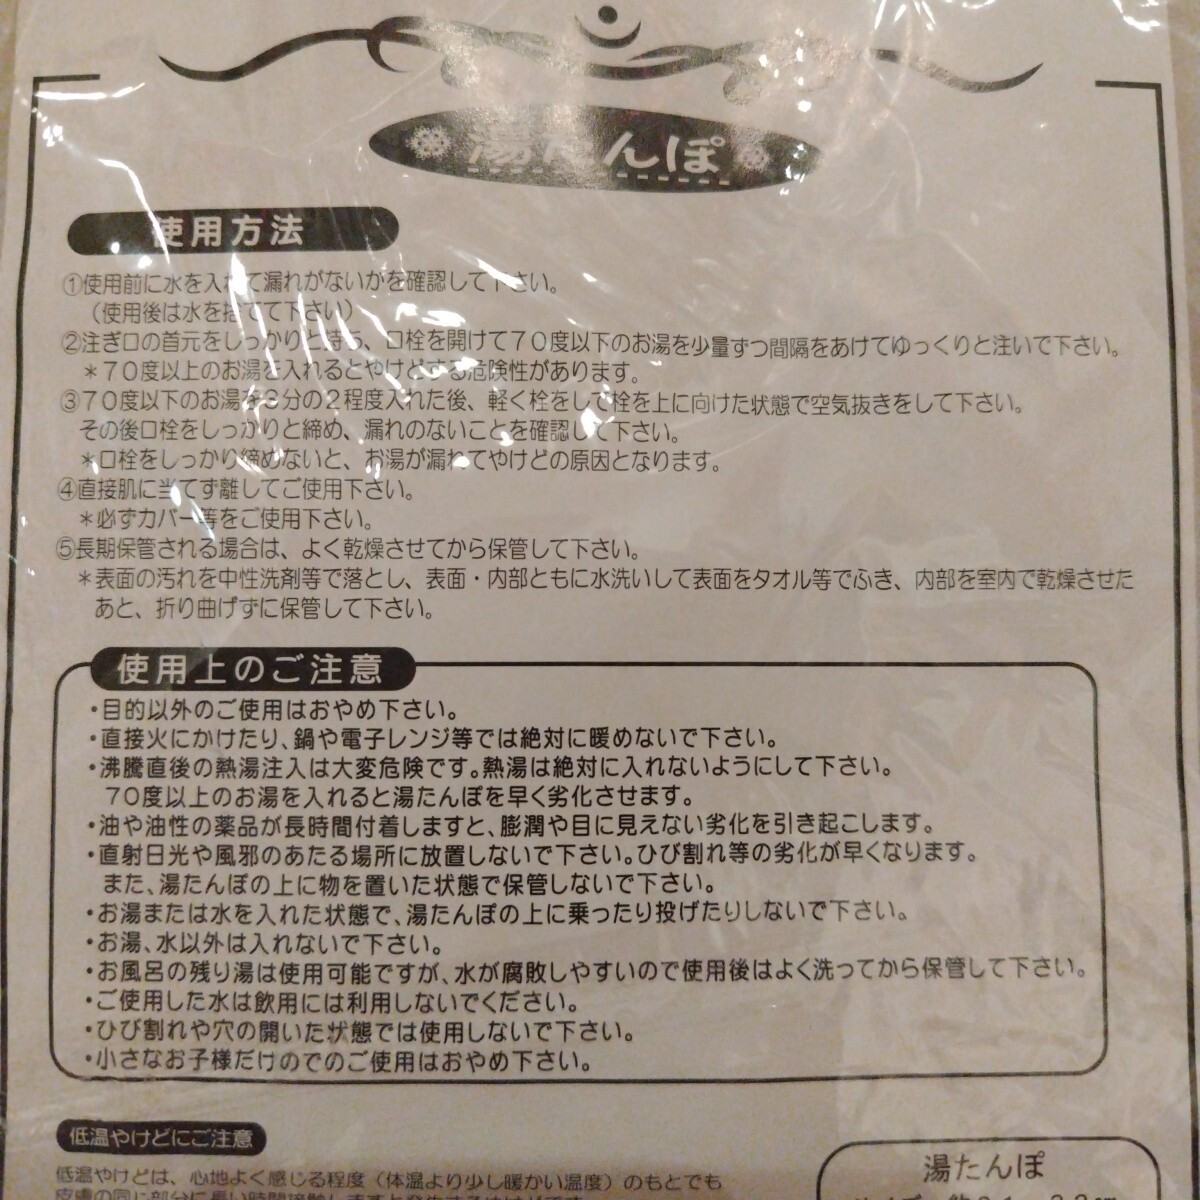 湯たんぽ
使用方法
①使用前に水を入れて漏れがないかを確認して下さい。
（使用後は水を捨てて下さい）
②注ぎ口の首元をしっかりと持ち、口栓を開けて７０度以下のお湯を少量ずつ間隔をあけてゆっくりと注いで下さい。
＊７０度以上のお湯を入れるとやけどする危険性があります。
③７０度以下のお湯を３分の２程度入れた後、軽く栓をして栓を上に向けた状態で空気抜きをして下さい。
その後口栓をしっかりと締め、漏れのないことを確認して下さい。
＊口栓をしっかり締めないと、お湯が漏れてやけどの原因となります。
④直接肌に当てず離してご使用下さい。
＊必ずカバー等をご使用下さい。
⑤長期保管される場合は、よく乾燥させてから保管して下さい。
＊表面の汚れを中性洗剤等で落とし、表面・内部ともに水洗いして表面をタオル等でふき、内部を室内で乾燥させた
あと、折り曲げずに保管して下さい。
使用上のご注意
・目的以外のご使用はおやめ下さい。
・直接火にかけたり、鍋や電子レンジ等では絶対に暖めないで下さい。
・沸騰直後の熱湯注入は大変危険です。熱湯は絶対に入れないようにして下さい。
７０度以上のお湯を入れると湯たんぽを早く劣化させます。
・油や油性の薬品が長時間付着しますと、膨潤や目に見えない劣化を引き起こします。
・直射日光や風邪のあたる場所に放置しないで下さい。ひび割れ等の劣化が早くなります。
また、湯たんぽの上に物を置いた状態で保管しないで下さい。
・お湯または水を入れた状態で、湯たんぽの上に乗ったり投げたりしないで下さい。
・お湯、水以外は入れないで下さい。
・お風呂の残り湯は使用可能ですが、水が腐敗しやすいので使用後はよく洗ってから保管して下さい。
・ご使用した水は飲用には利用しないでください。
・ひび割れや穴の開いた状態では使用しないで下さい。
・小さなお子様だけのでのご使用はおやめ下さい。
低温やけどにご注意
低温やけどは、心地よく感じる程度（体温より少し暖かい温度）のもとでも
皮膚の同じ部分に長い時間接触しますと発生するやけどです。
湯たんぽ